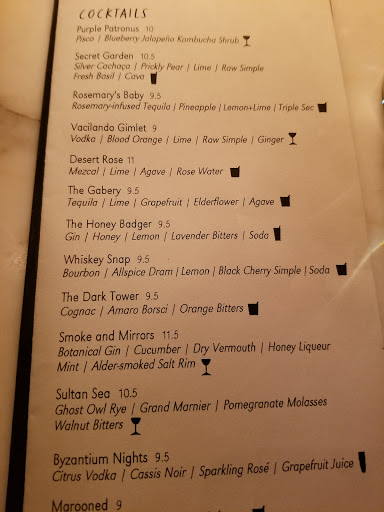 COCKTAILS
Purple Patronus 10
Pisco | Blueberry Jalapeño Kombucha Shrub
Secret Garden 10.5
Silver Cachaça | Prickly Pear | Lime | Raw Simple
Fresh Basil | Cava
Rosemary's Baby 9.5
Rosemary-infused Tequila | Pineapple | Lemon+Lime | Triple Sec
Vacilando Gimlet 9
Vodka | Blood Orange | Lime | Raw Simple | Ginger
Desert Rose 11
Mezcal | Lime | Agave | Rose Water
The Gabery 9.5
Tequila | Lime | Grapefruit | Elderflower | Agave
The Honey Badger 9.5
Gin | Honey | Lemon | Lavender Bitters | Soda
Whiskey Snap 9.5
Bourbon | Allspice Dram | Lemon | Black Cherry Simple | Soda
The Dark Tower 9.5
Cognac | Amaro Borsci | Orange Bitters
Smoke and Mirrors 11.5
Botanical Gin | Cucumber | Dry Vermouth | Honey Liqueur
Mint | Alder-smoked Salt Rim
Sultan Sea 10.5
Ghost Owl Rye | Grand Marnier | Pomegranate Molasses
Walnut Bitters
Byzantium Nights 9.5
Citrus Vodka | Cassis Noir | Sparkling Rosé | Grapefruit Juice
Marooned 9